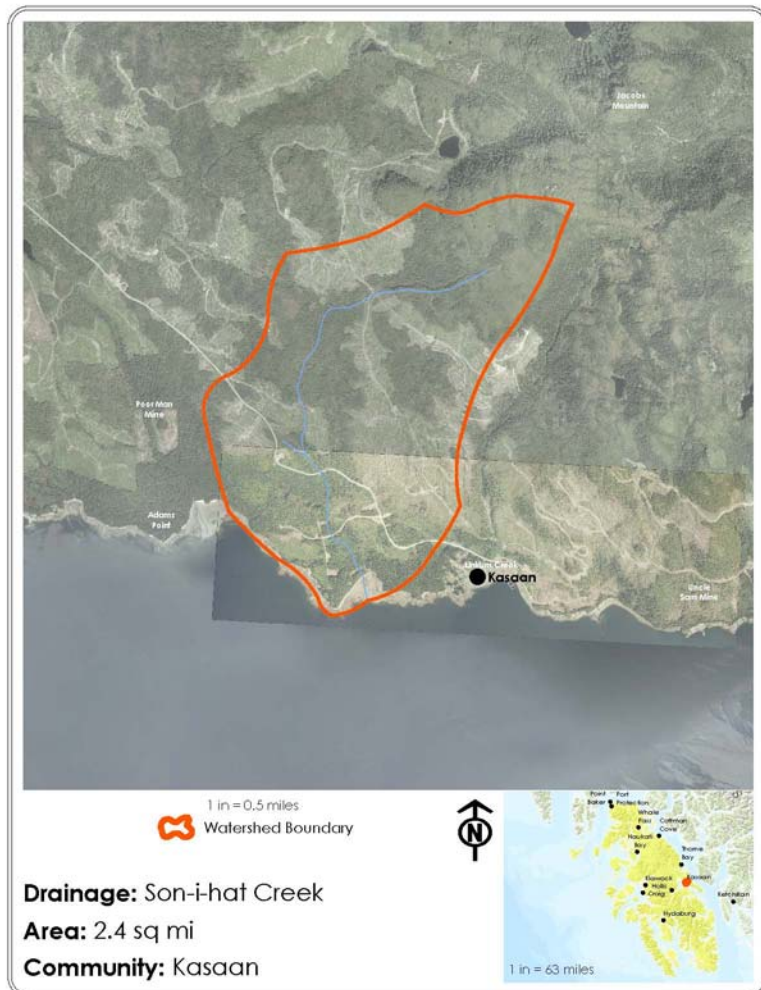 Jacobs
Mountain
Poor Man
Mine
Adams
Point
Linkum Creek
Kasaan
Uncle
Sam Mine
1 in = 0.5 miles
Watershed Boundary
N
Drainage: Son-i-hat Creek
Area: 2.4 sq mi
Community: Kasaan
Point
Baker
Port
Protection
Whale
Pass
Coffman
Cove
Naukati
Bay
Thorne
Bay
Kasaan
Klawock
Hollis
Craig
Ketchikan
Hydaburg
1 in = 63 miles